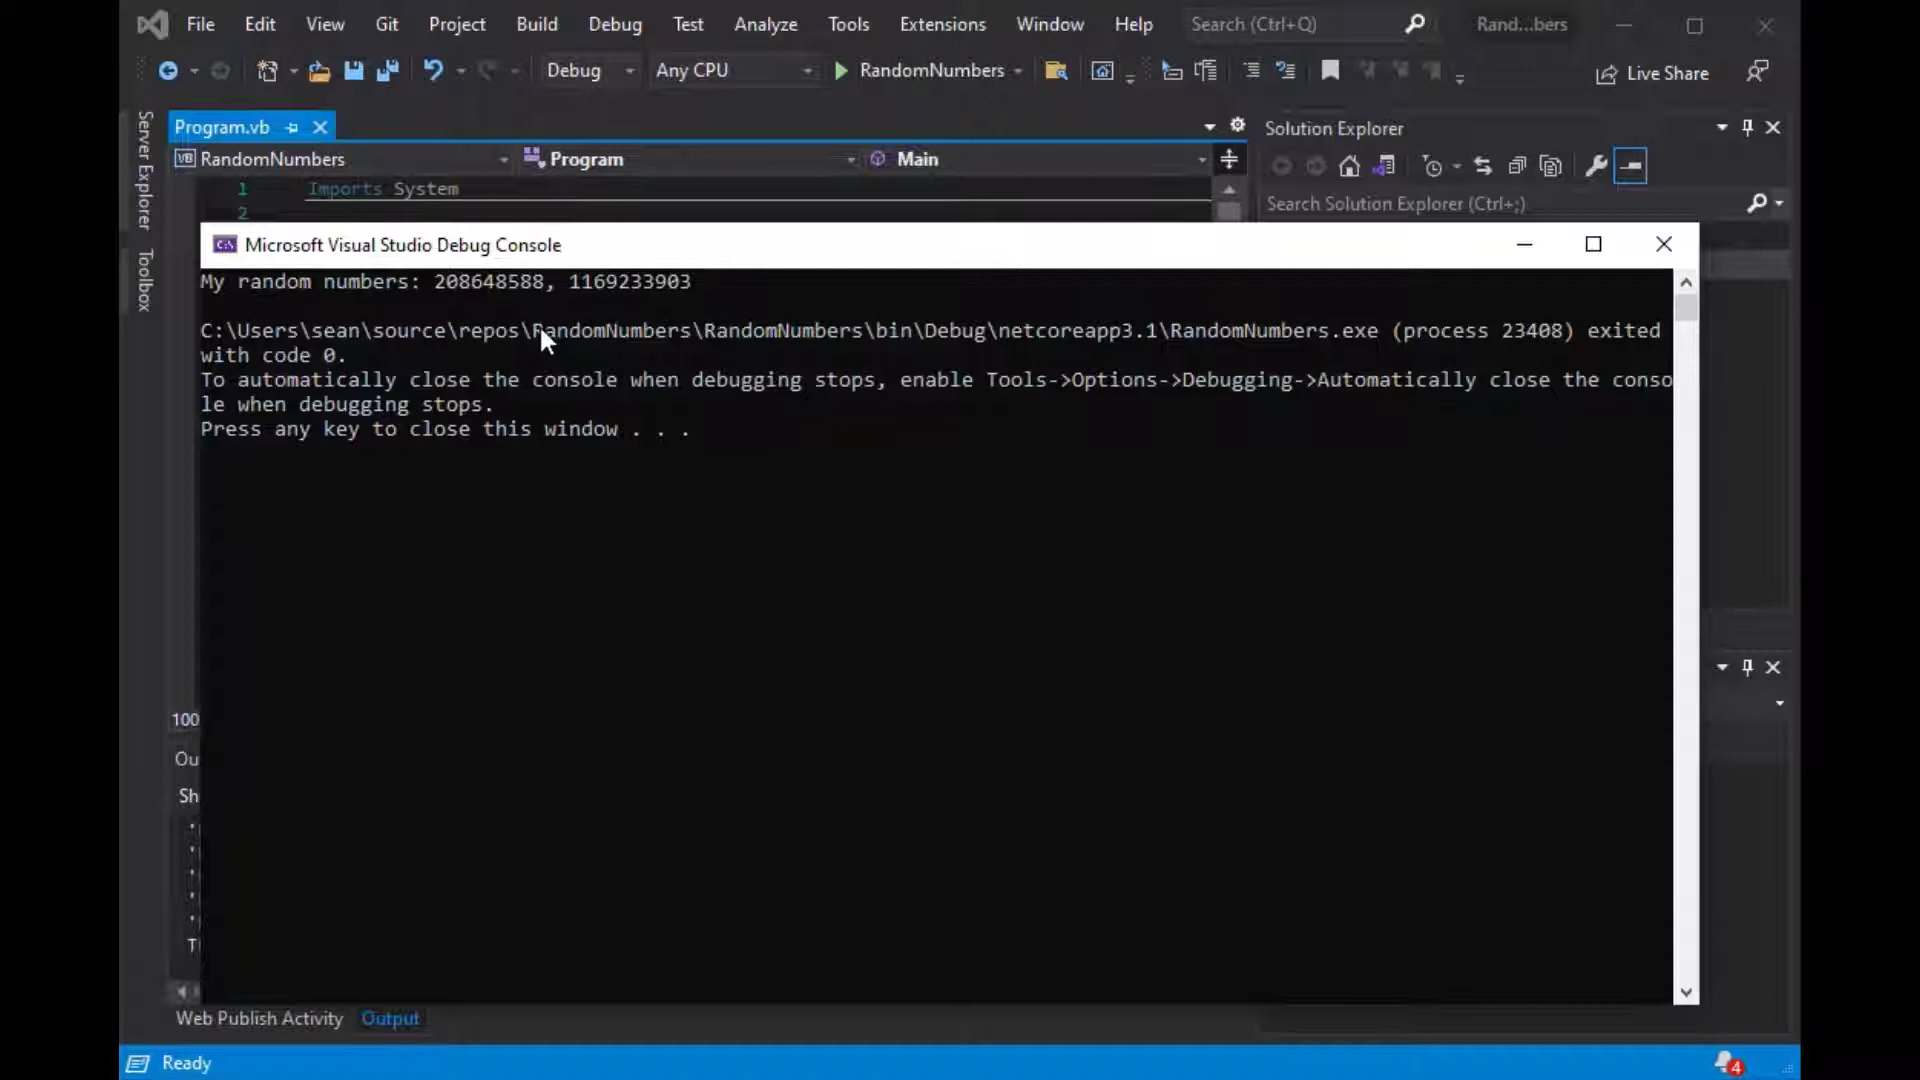 File Edit View Git Project Build Debug Test Analyze Tools Extensions Window Help Search (Ctrl+Q) Rand...bers
Debug Any CPU RandomNumbers Live Share
Server Explorer
Toolbox
Program.vb
RandomNumbers Program Main
1 Imports System
2
Solution Explorer
Search Solution Explorer (Ctrl+;)
Microsoft Visual Studio Debug Console
My random numbers: 208648588, 1169233903
C:\Users\sean\source\repos\RandomNumbers\RandomNumbers\bin\Debug\netcoreapp3.1\RandomNumbers.exe (process 23408) exited
with code 0.
To automatically close the console when debugging stops, enable Tools->Options->Debugging->Automatically close the conso
le when debugging stops.
Press any key to close this window . . .
100
Ou
Sh
T
Web Publish Activity Output
Ready
4